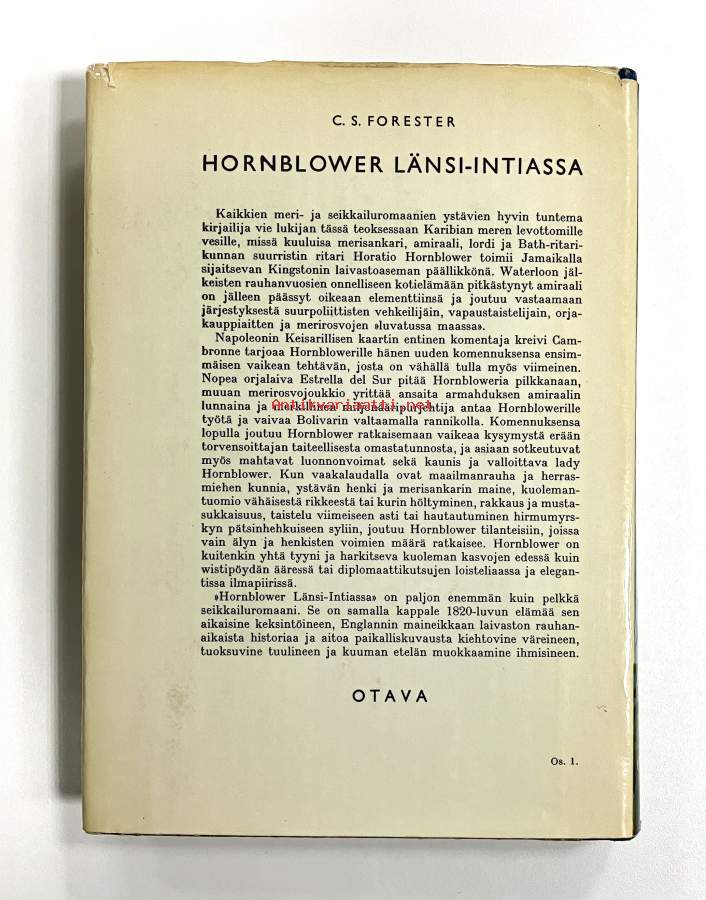 C. S. FORESTER
HORNBLOWER LÄNSI-INTIASSA
Kaikkien meri- ja seikkailuromaanien ystävien hyvin tuntema
kirjailija vie lukijan tässä teoksessaan Karibian meren levottomille
vesille, missä kuuluisa merisankari, amiraali, lordi ja Bath-ritari-
kunnan suurristin ritari Horatio Hornblower toimii Jamaikalla
sijaitsevan Kingstonin laivastoaseman päällikkönä. Waterloon jäl-
keisten rauhanvuosien onnelliseen kotielämään pitkästynyt amiraali
on jälleen päässyt oikeaan elementtiinsä ja joutuu vastaamaan
järjestyksestä suurpoliittisten vehkeilijäin, vapaustaistelijain, orja-
kauppiaitten ja merirosvojen »luvatussa maassa».
Napoleonin Keisarillisen kaartin entinen komentaja kreivi Cam-
bronne tarjoaa Hornblowerille hänen uuden komennuksensa ensim-
mäisen vaikean tehtävän, josta on vähällä tulla myös viimeinen.
Nopea orjalaiva Estrella del Sur pitää Hornbloweria pilkkanaan,
muuan merirosvojoukko yrittää ansaita armahduksen amiraalin
lunnaina ja merkillinen miljonääripurjehtija antaa Hornblowerille
Antikvariaatti.net
työtä ja vaivaa Bolivarin valtaamalla rannikolla. Komennuksensa
lopulla joutuu Hornblower ratkaisemaan vaikeaa kysymystä erään
torvensoittajan taiteellisesta omastatunnosta, ja asiaan sotkeutuvat
myös mahtavat luonnonvoimat sekä kaunis ja valloittava lady
Hornblower. Kun vaakalaudalla ovat maailmanrauha ja herras-
miehen kunnia, ystävän henki ja merisankarin maine, kuoleman-
tuomio vähäisestä rikkeestä tai kurin höltyminen, rakkaus ja musta-
sukkaisuus, taistelu viimeiseen asti tai hautautuminen hirmumyrs-
kyn pätsinhehkuiseen syliin, joutuu Hornblower tilanteisiin, joissa
vain älyn ja henkisten voimien määrä ratkaisee. Hornblower on
kuitenkin yhtä tyyni ja harkitseva kuoleman kasvojen edessä kuin
wistipöydän ääressä tai diplomaattikutsujen loisteliaassa ja elegan-
tissa ilmapiirissä.
»Hornblower Länsi-Intiassa» on paljon enemmän kuin pelkkä
seikkailuromaani. Se on samalla kappale 1820-luvun elämää sen
aikaisine keksintöineen, Englannin maineikkaan laivaston rauhan-
aikaista historiaa ja aitoa paikalliskuvausta kiehtovine väreineen,
tuoksuvine tuulineen ja kuuman etelän muokkaamine ihmisineen.
OTAVA
Os. 1.